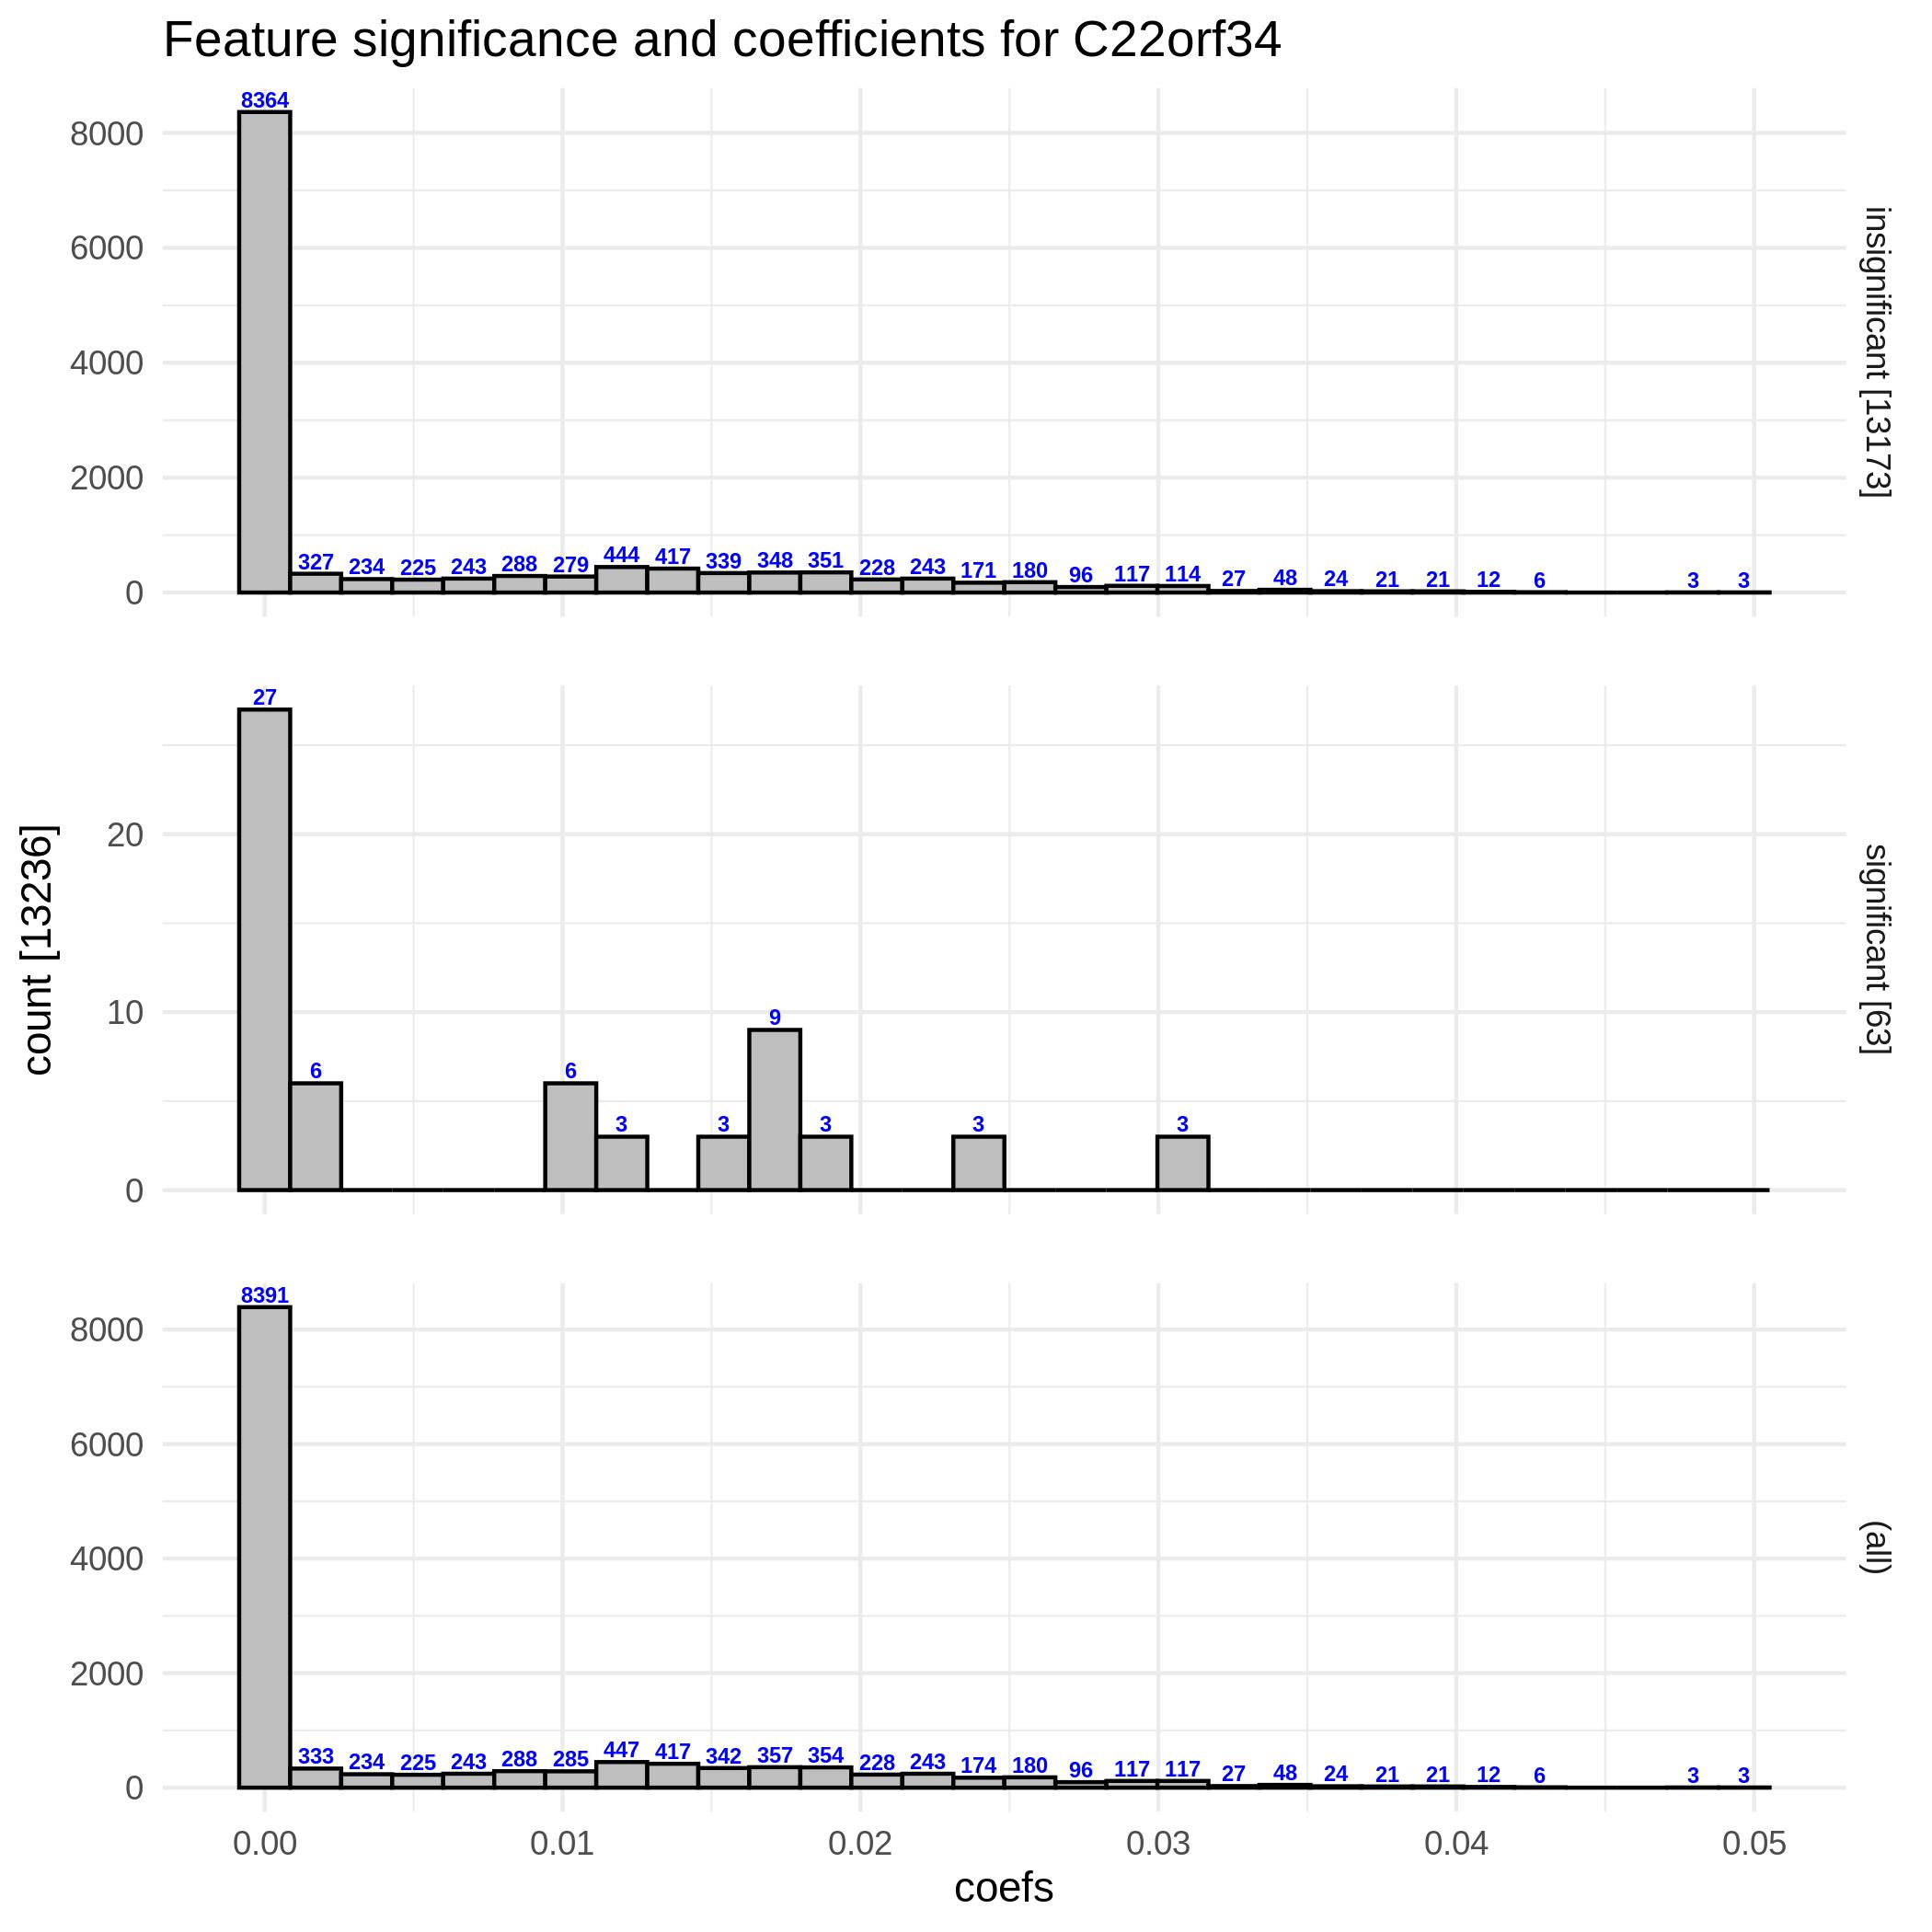 Feature significance and coefficients for C22orf34
8364
8000
6000
4000
2000
0
327 234 225 243 288 279 444 417 339 348 351 228 243 171 180 96 117 114 27 48 24 21 21 12 6 3 3
insignificant [13173]
count [13236]
27
20
10
0
6 6 3 3 9 3 3 3
significant [63]
8391
8000
6000
4000
2000
0
333 234 225 243 288 285 447 417 342 357 354 228 243 174 180 96 117 117 27 48 24 21 21 12 6 3 3
(all)
0.00 0.01 0.02 0.03 0.04 0.05
coefs